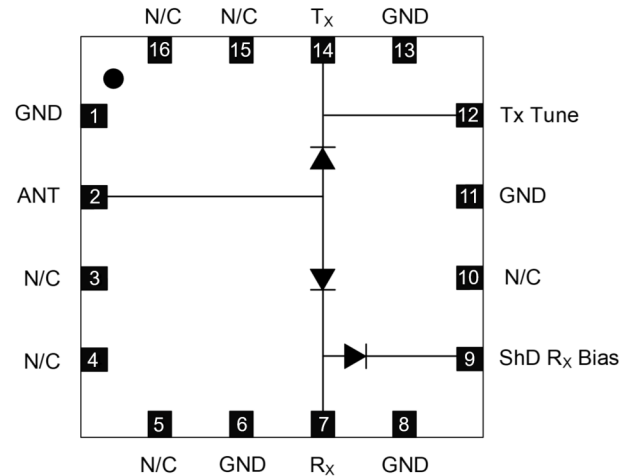 N/C N/C TX GND
16 15 14 13
GND 1 12 Tx Tune
ANT 2 11 GND
N/C 3 10 N/C
N/C 4 9 ShD RX Bias
5 6 7 8
N/C GND RX GND